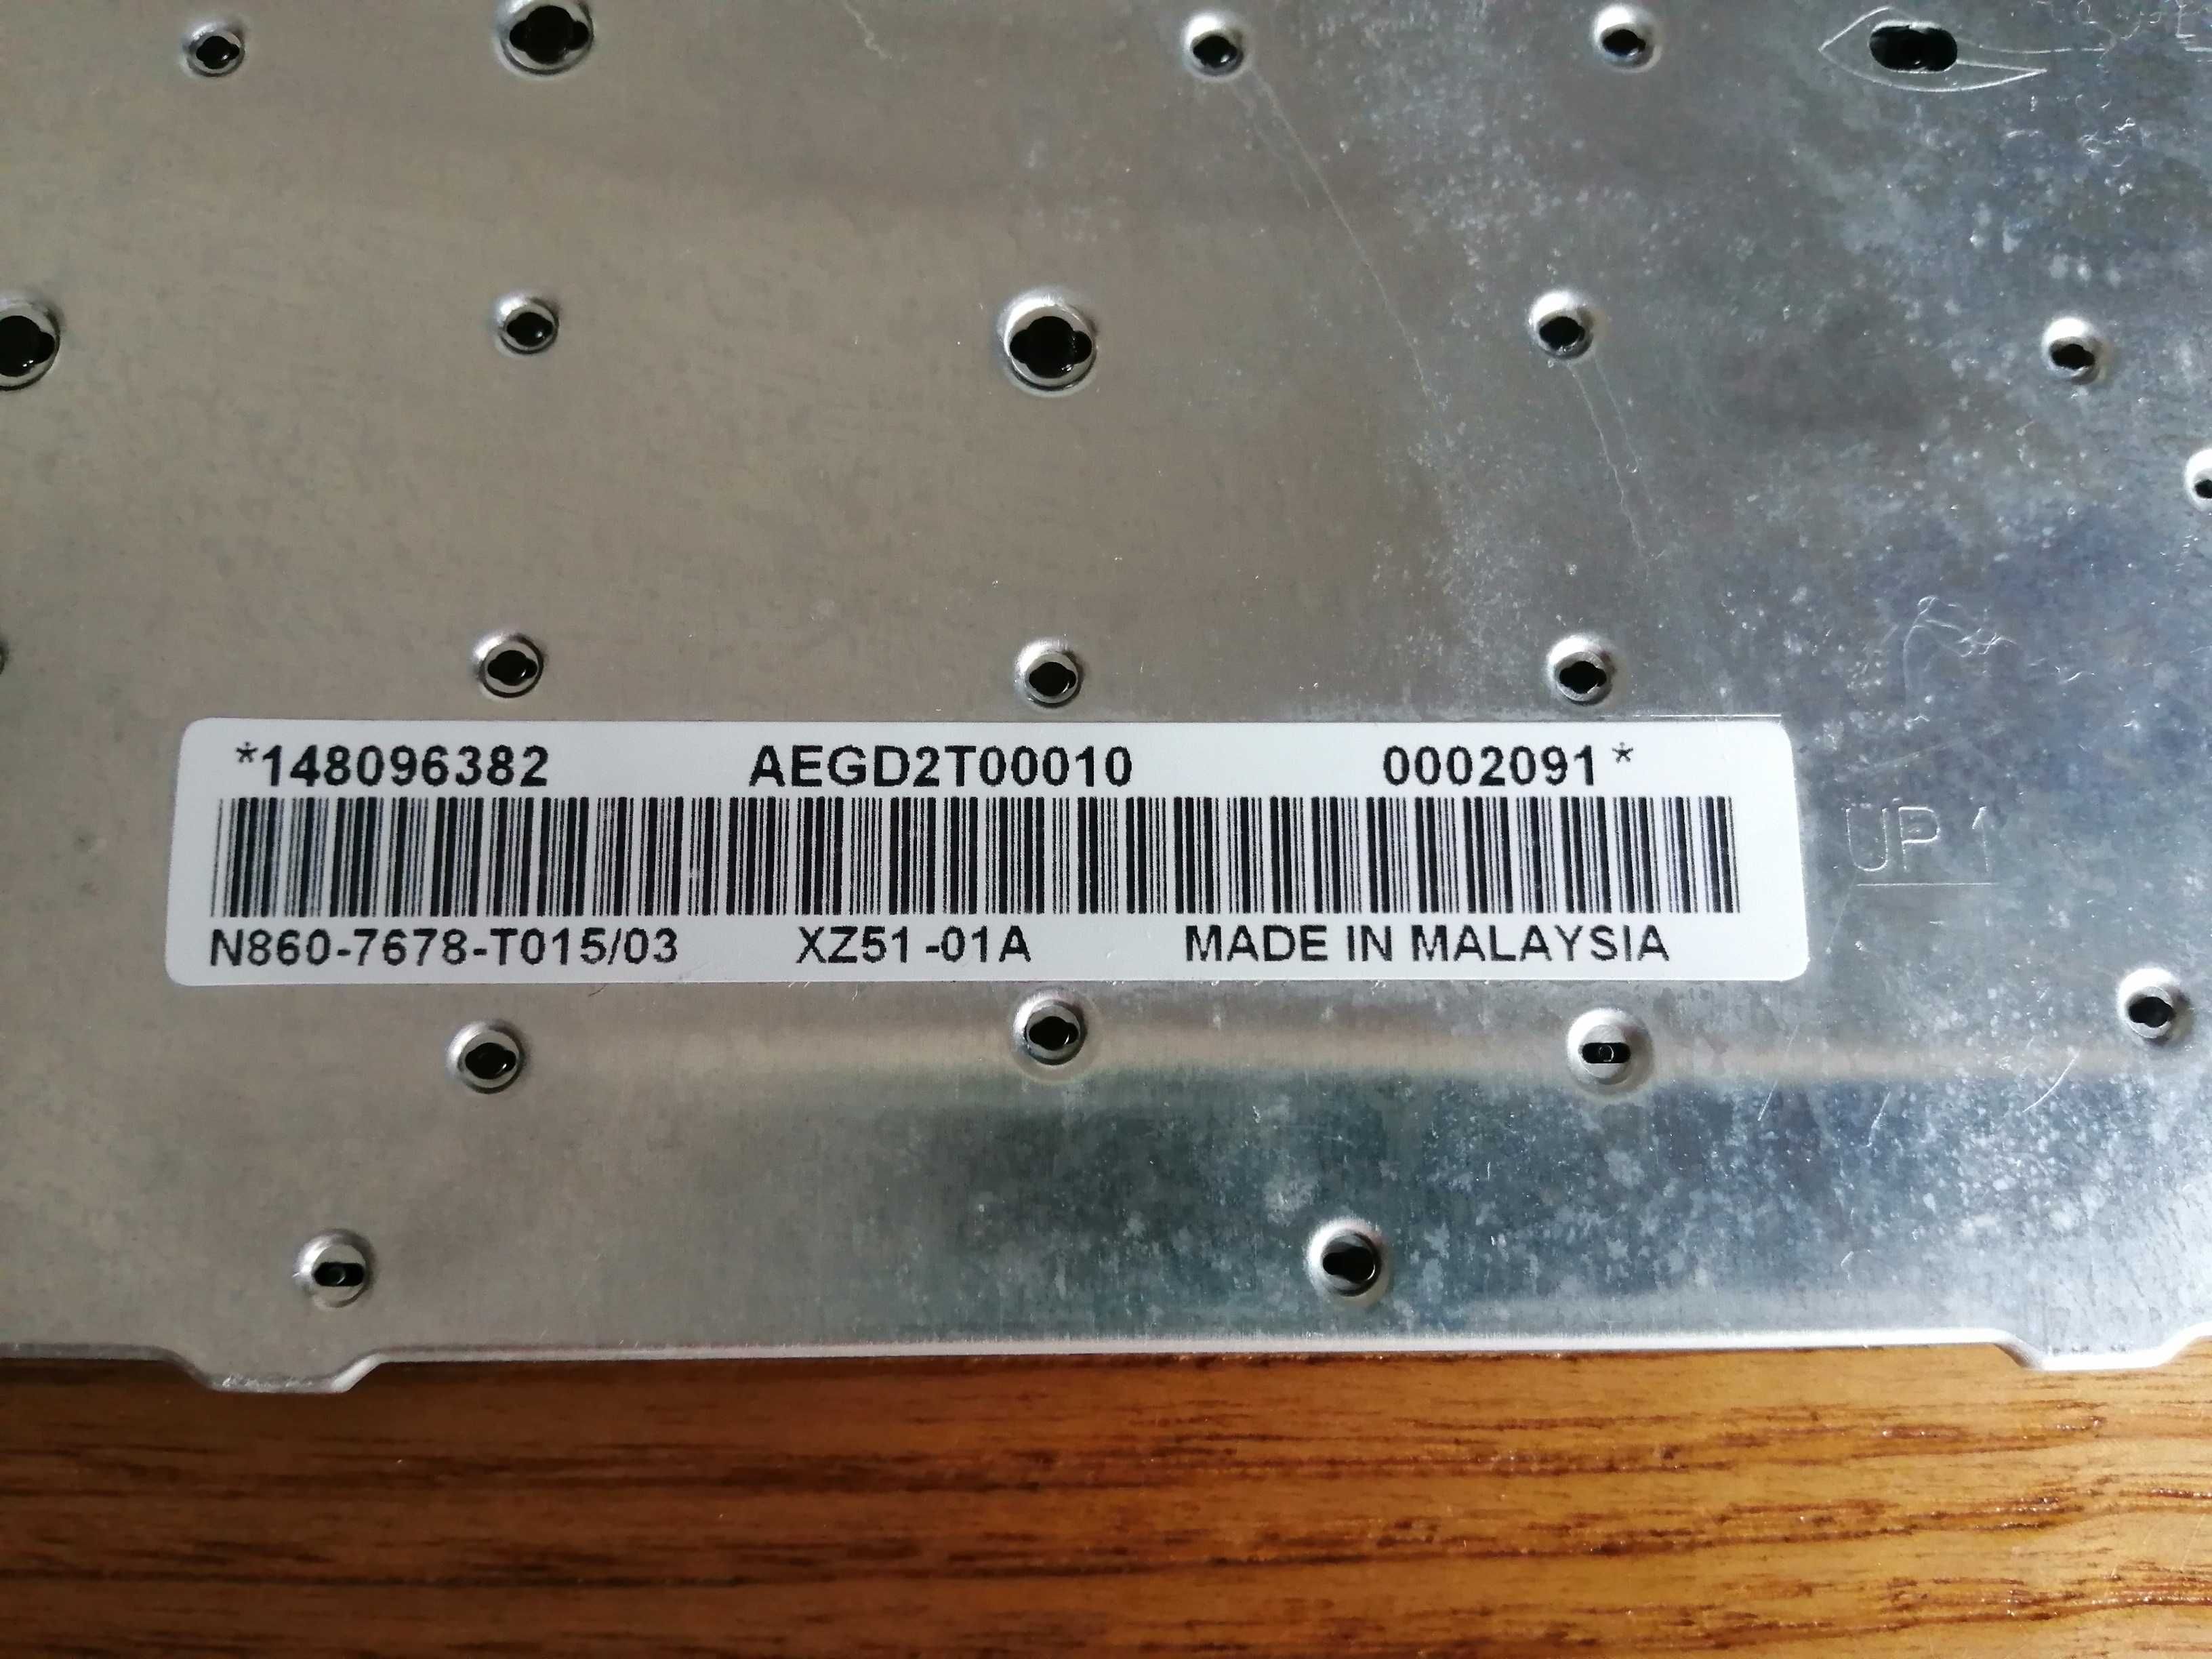 *148096382 AEGD2T00010 0002091*
N860-7678-T015/03 XZ51-01A MADE IN MALAYSIA
UP 1